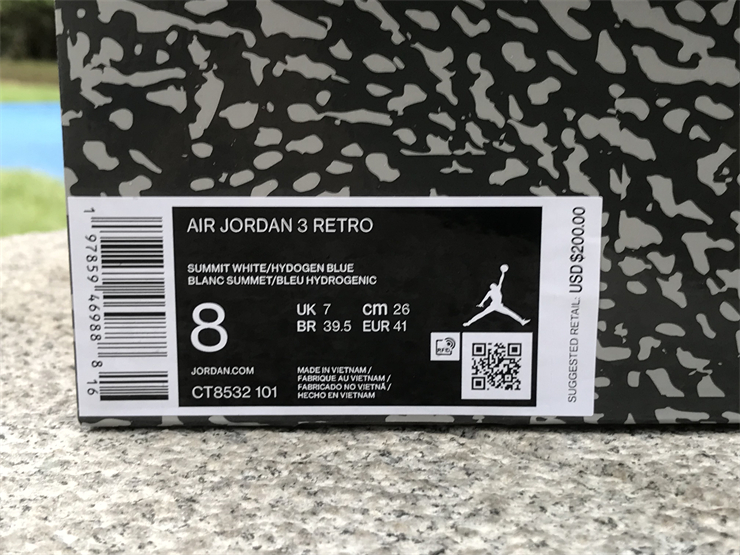 AIR JORDAN 3 RETRO
SUMMIT WHITE/HYDOGEN BLUE
BLANC SUMMET/BLEU HYDROGENIC
8
UK 7 cm 26
BR 39.5 EUR 41
JORDAN.COM
CT8532 101
MADE IN VIETNAM /
FABRIQUE AU VIETNAM /
FABRICADO NO VIETNÃ /
HECHO EN VIETNAM
RFID
SUGGESTED RETAIL: USD $200.00
1 97859 46988 8 16